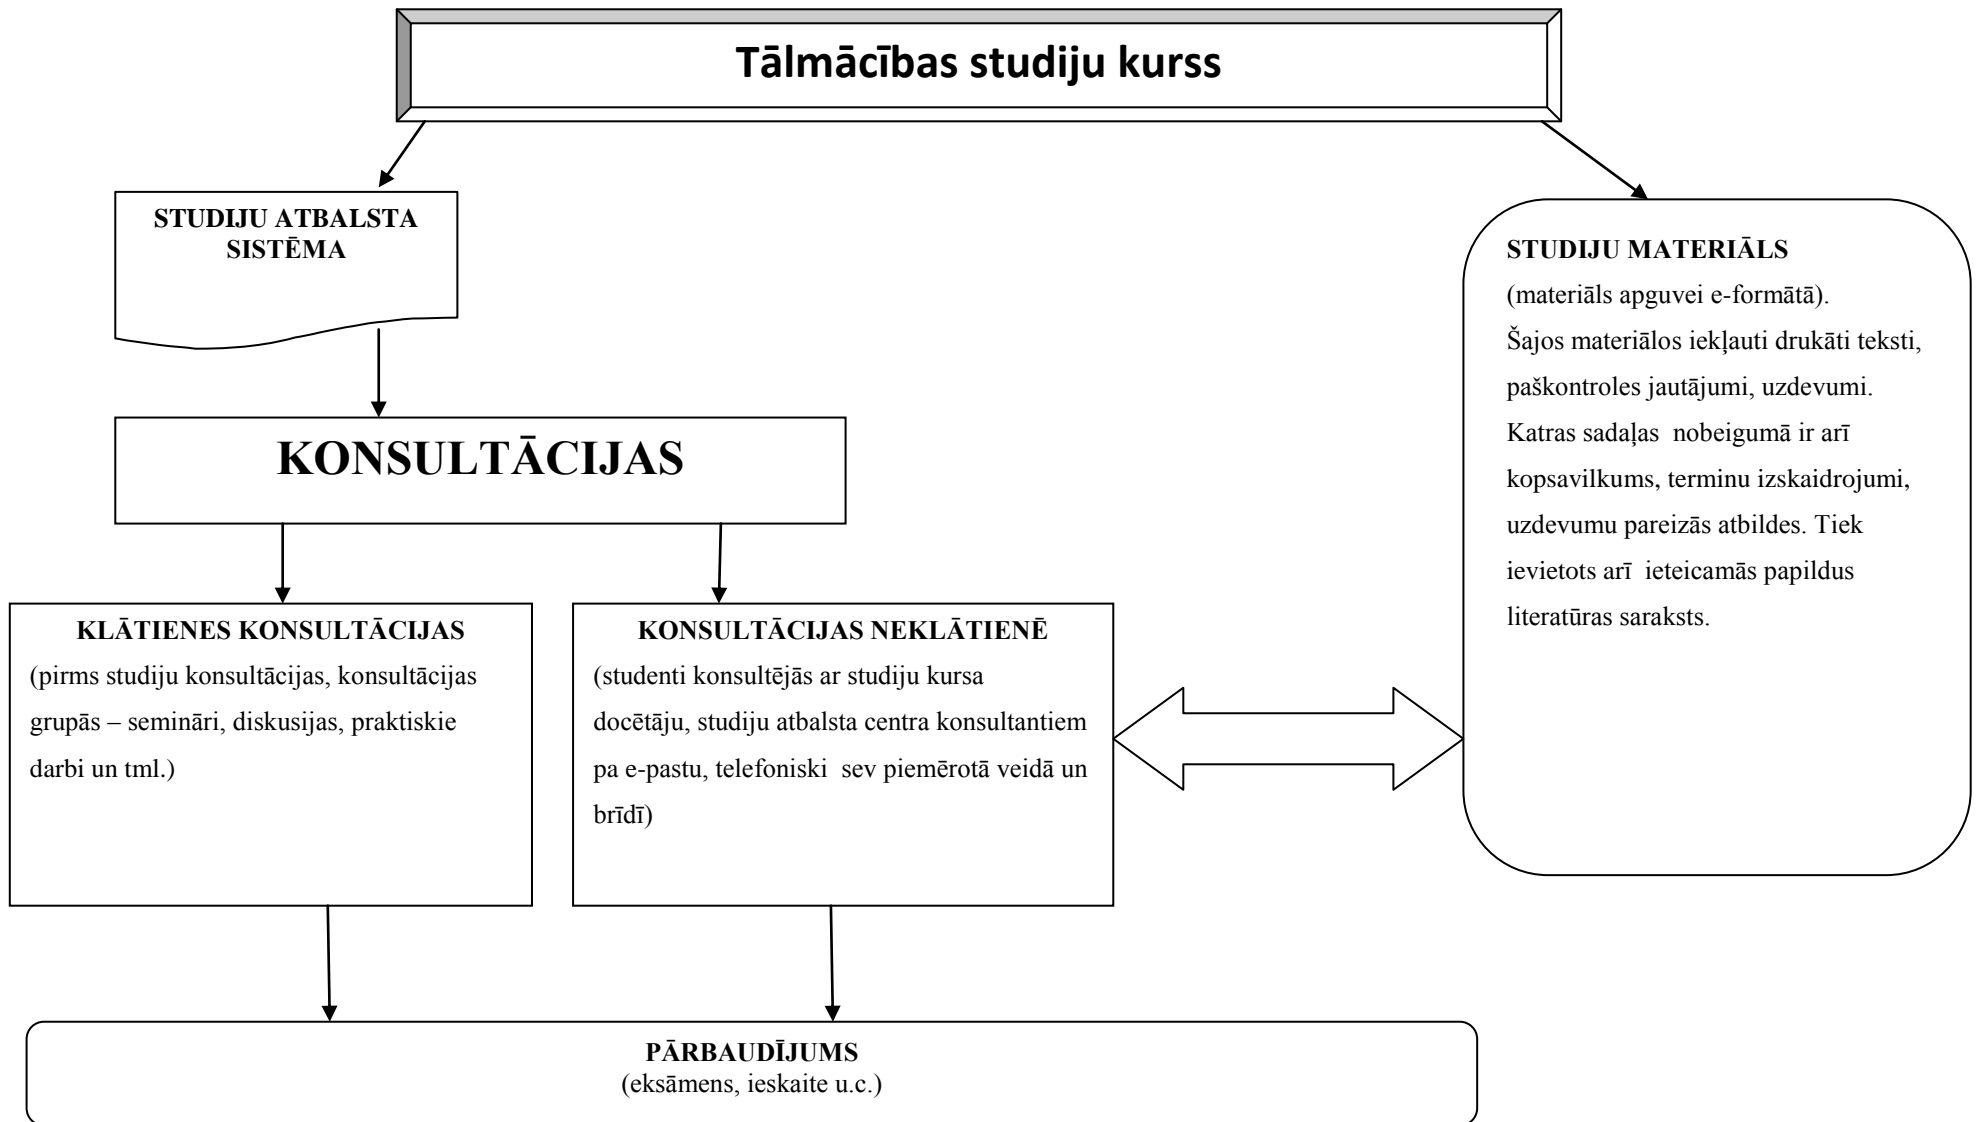 Tālmācības studiju kurss
STUDIJU ATBALSTA
SISTĒMA
KONSULTĀCIJAS
KLĀTIENES KONSULTĀCIJAS
(pirms studiju konsultācijas, konsultācijas
grupās – semināri, diskusijas, praktiskie
darbi un tml.)
KONSULTĀCIJAS NEKLĀTIENĒ
(studenti konsultējās ar studiju kursa
docētāju, studiju atbalsta centra konsultantiem
pa e-pastu, telefoniski  sev piemērotā veidā un
brīdī)
STUDIJU MATERIĀLS
(materiāls apguvei e-formātā).
Šajos materiālos iekļauti drukāti teksti,
paškontroles jautājumi, uzdevumi.
Katras sadaļas  nobeigumā ir arī
kopsavilkums, terminu izskaidrojumi,
uzdevumu pareizās atbildes. Tiek
ievietots arī  ieteicamās papildus
literatūras saraksts.
PĀRBAUDĪJUMS
(eksāmens, ieskaite u.c.)